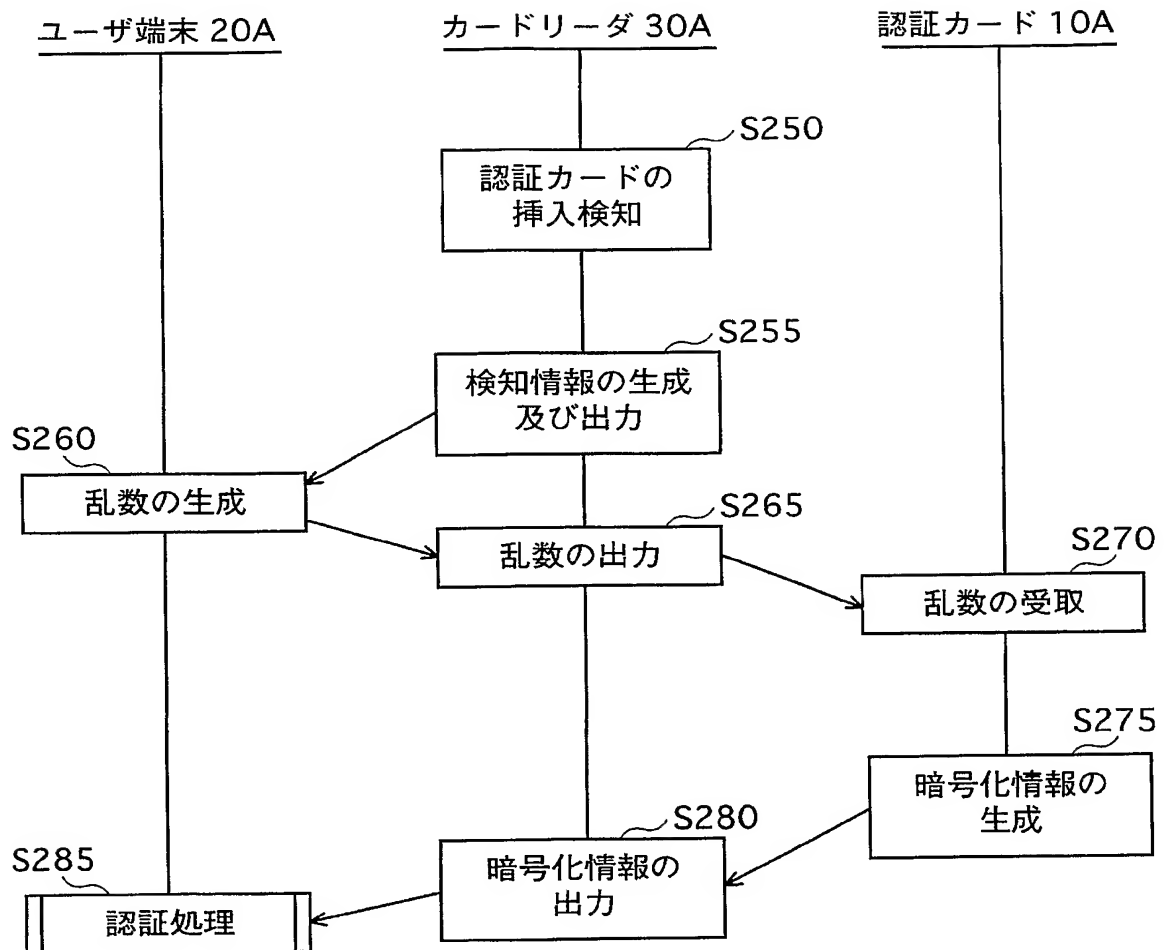 ユーザ端末 20A
カードリーダ 30A
認証カード 10A
S250
認証カードの
挿入検知
S255
検知情報の生成
及び出力
S260
乱数の生成
S265
乱数の出力
S270
乱数の受取
S275
暗号化情報の
生成
S280
暗号化情報の
出力
S285
認証処理